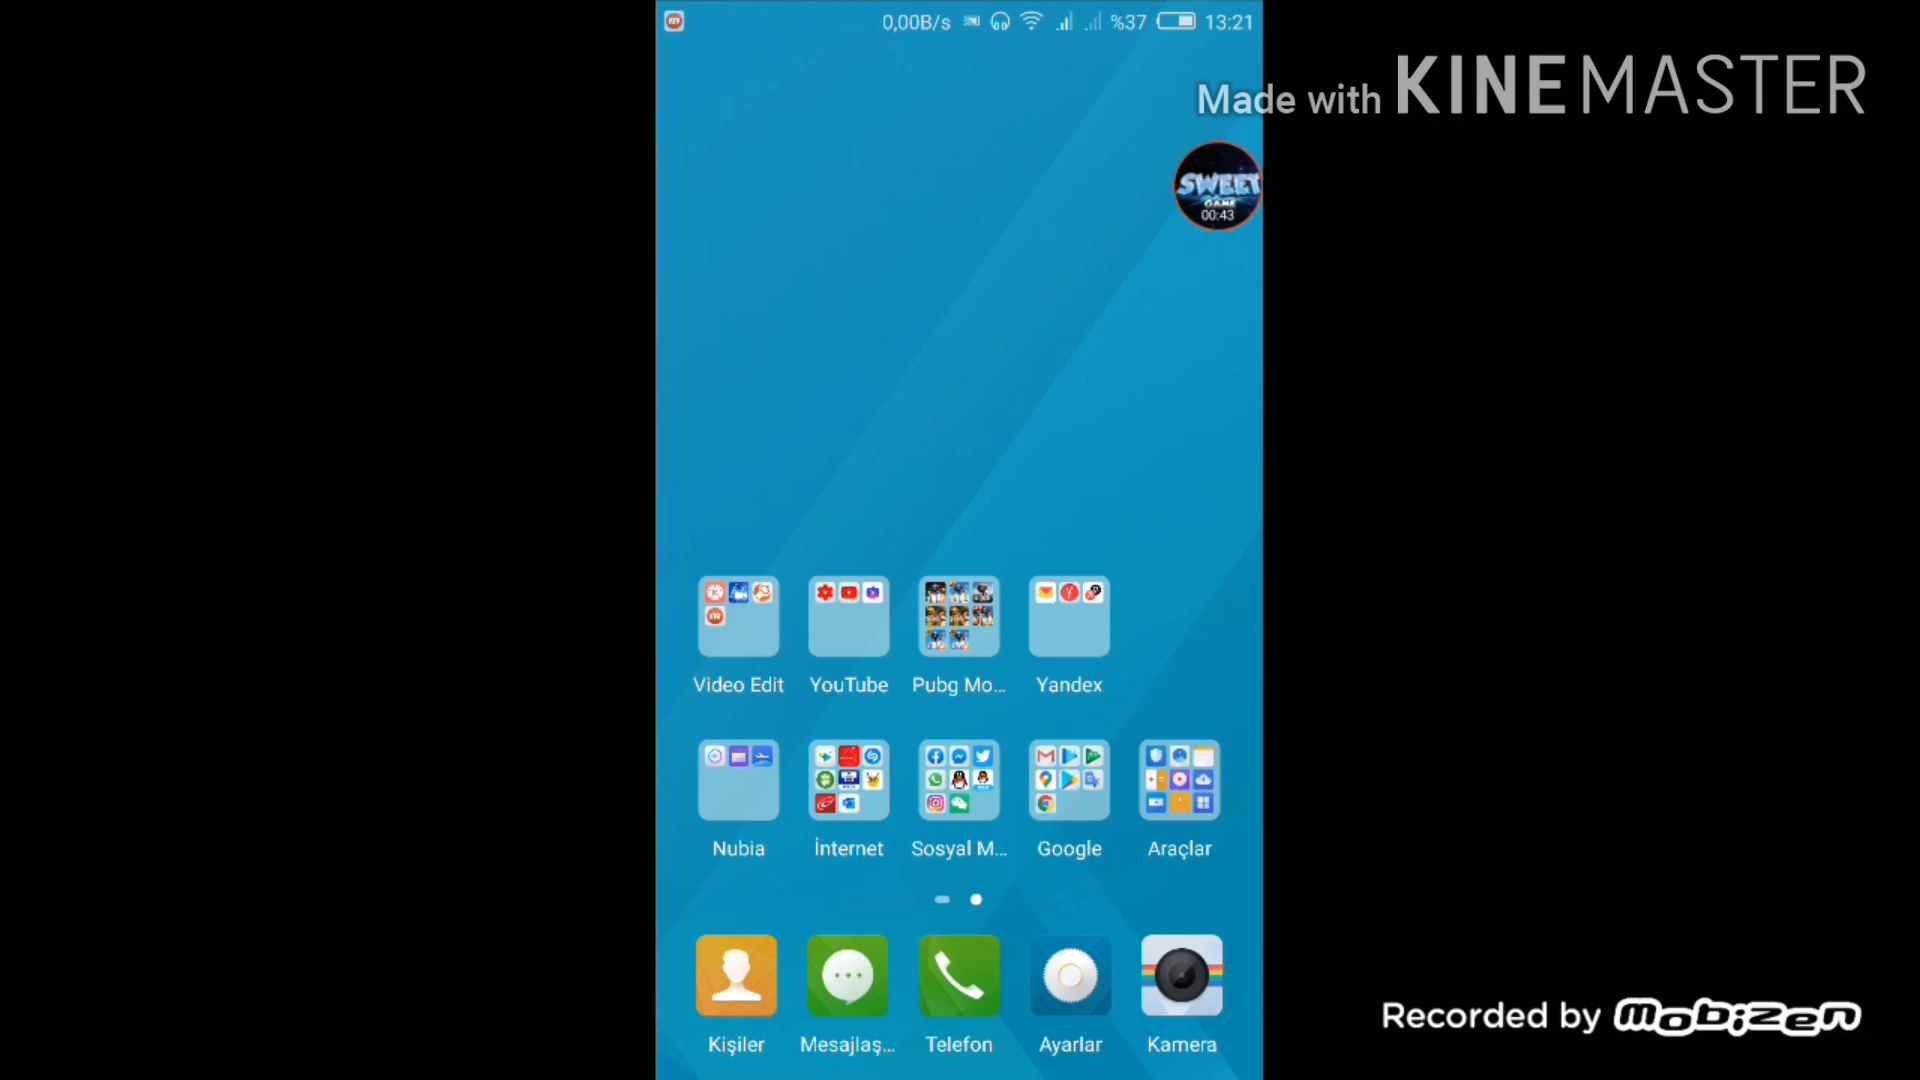 0,00B/s %37 13:21
Made with KINEMASTER
SWEET
GAME
00:43
Video Edit YouTube Pubg Mo... Yandex
Nubia İnternet Sosyal M... Google Araçlar
Kişiler Mesajlaş... Telefon Ayarlar Kamera
Recorded by mobizen